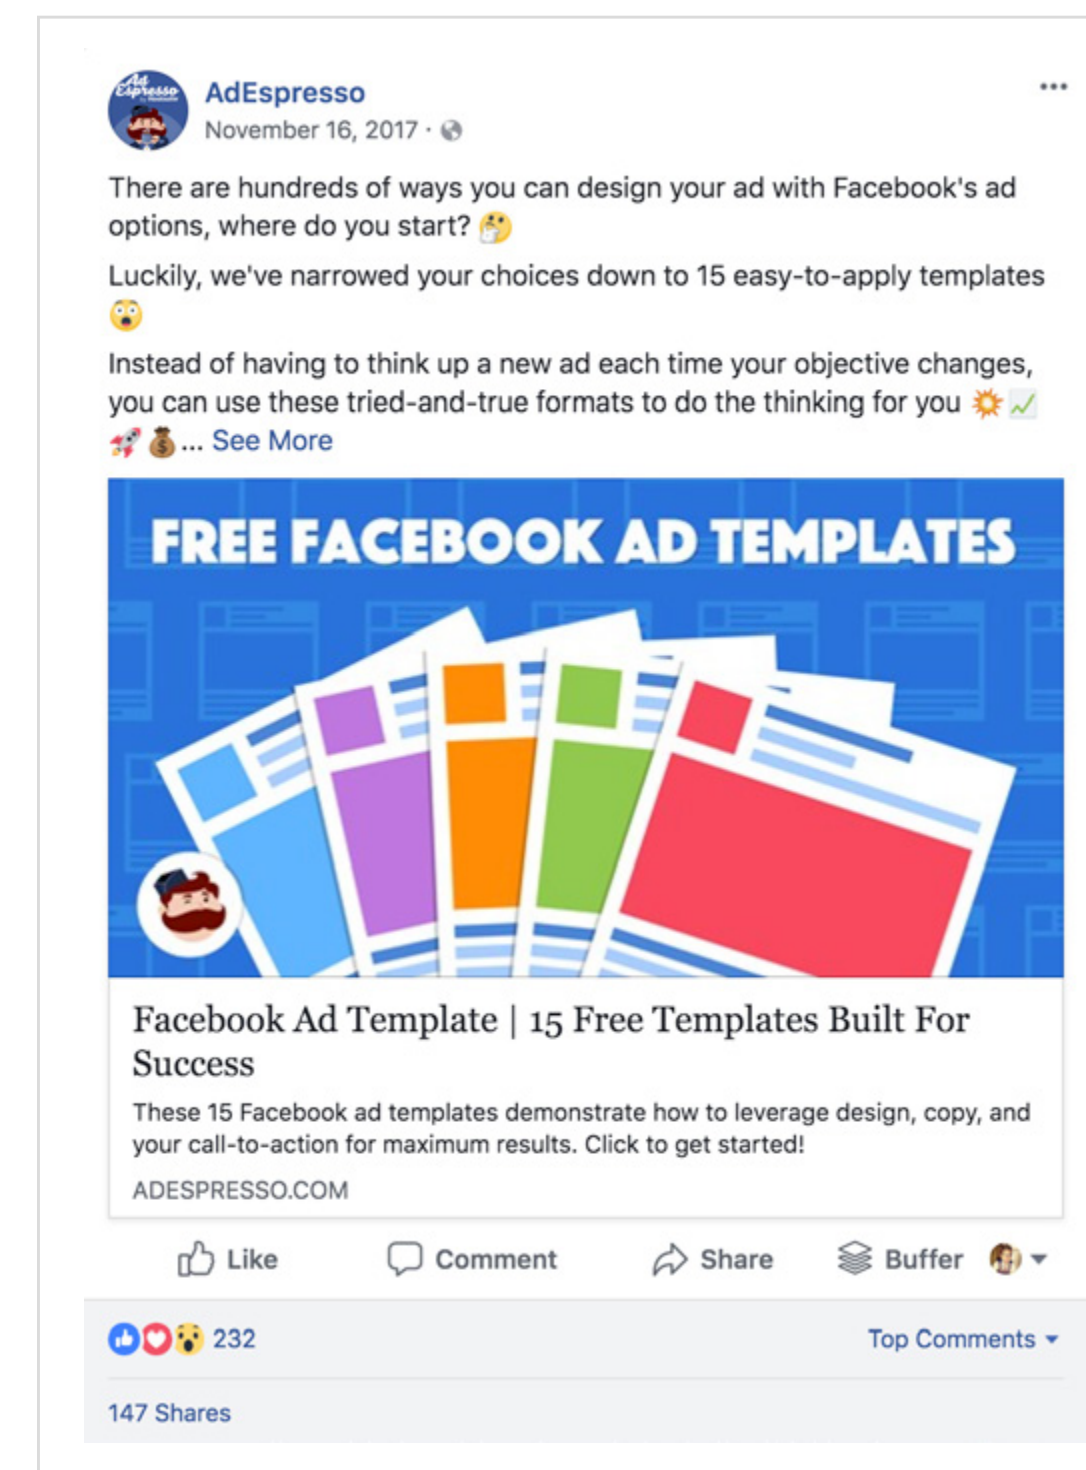 Ad
Espresso
AdEspresso
November 16, 2017 ·
There are hundreds of ways you can design your ad with Facebook's ad
options, where do you start? 🤔
Luckily, we've narrowed your choices down to 15 easy-to-apply templates
😲
Instead of having to think up a new ad each time your objective changes,
you can use these tried-and-true formats to do the thinking for you 💥 📈
🚀 💰 ... See More
FREE FACEBOOK AD TEMPLATES
Facebook Ad Template | 15 Free Templates Built For
Success
These 15 Facebook ad templates demonstrate how to leverage design, copy, and
your call-to-action for maximum results. Click to get started!
ADESPRESSO.COM
Like Comment Share Buffer
232 Top Comments
147 Shares